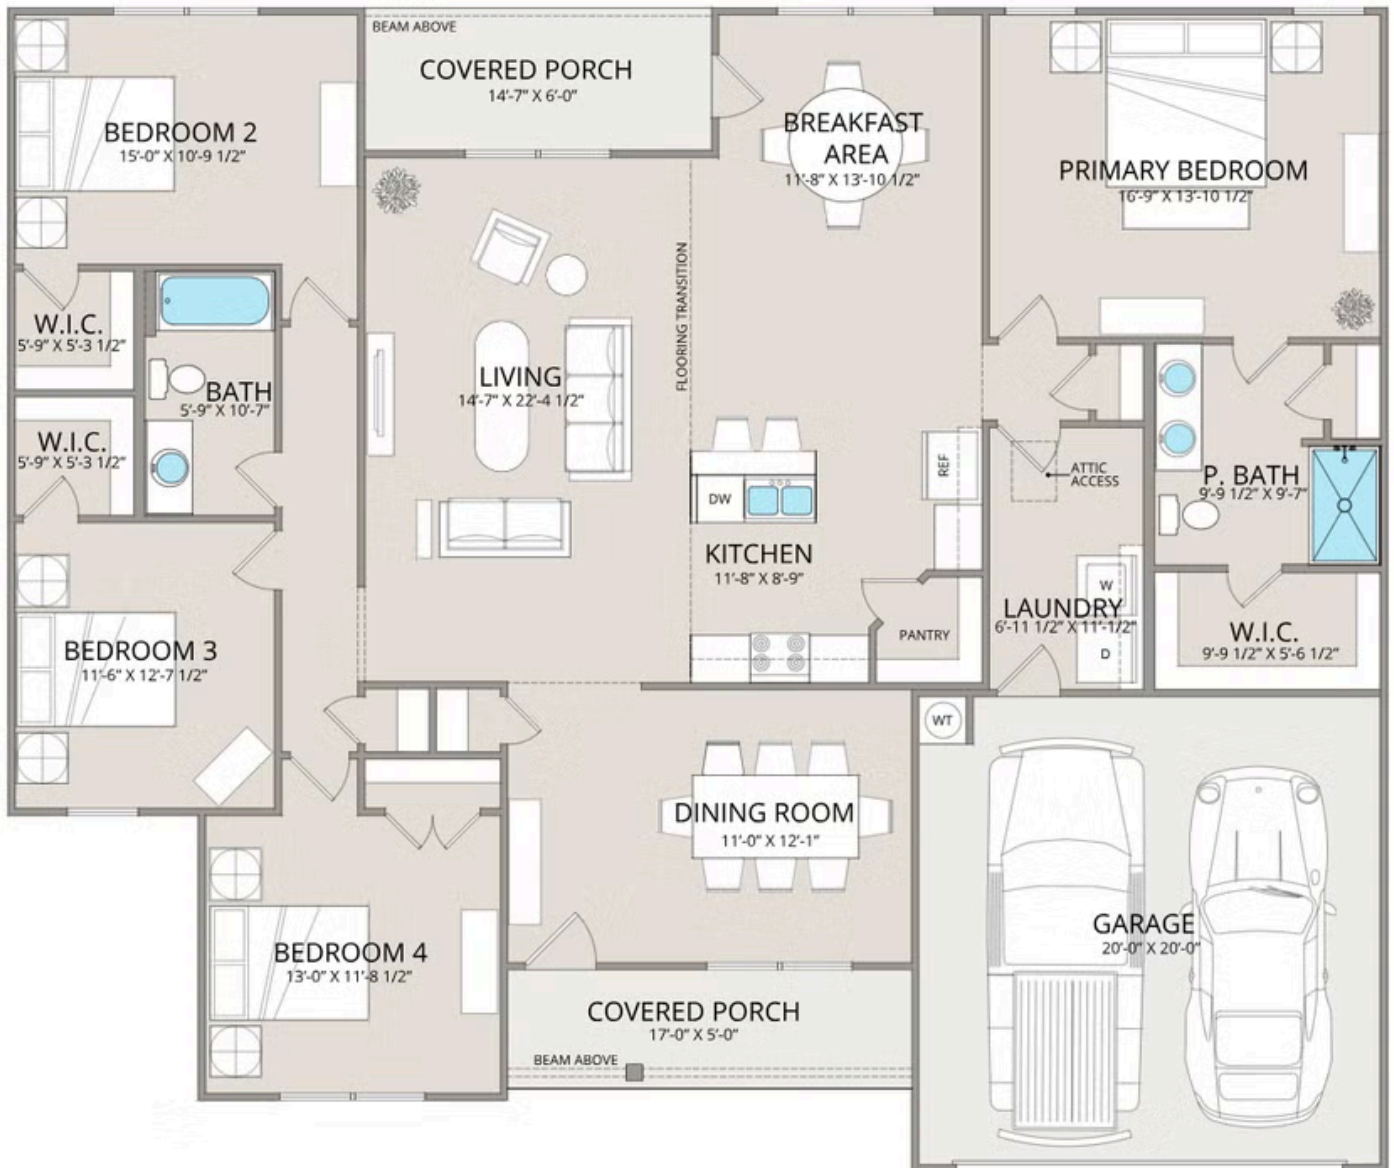 BEAM ABOVE
COVERED PORCH
14'-7" X 6'-0"
BEDROOM 2
15'-0" X 10'-9 1/2"
BREAKFAST
AREA
11'-8" X 13'-10 1/2"
PRIMARY BEDROOM
16'-9" X 13'-10 1/2"
FLOORING TRANSITION
W.I.C.
5'-9" X 5'-3 1/2"
BATH
5'-9" X 10'-7"
LIVING
14'-7" X 22'-4 1/2"
W.I.C.
5'-9" X 5'-3 1/2"
REF
ATTIC
ACCESS
P. BATH
9'-9 1/2" X 9'-7"
DW
KITCHEN
11'-8" X 8'-9"
W
LAUNDRY
6'-11 1/2" X 11'-1/2"
D
PANTRY
W.I.C.
9'-9 1/2" X 5'-6 1/2"
BEDROOM 3
11'-6" X 12'-7 1/2"
WT
DINING ROOM
11'-0" X 12'-1"
GARAGE
20'-0" X 20'-0"
BEDROOM 4
13'-0" X 11'-8 1/2"
COVERED PORCH
17'-0" X 5'-0"
BEAM ABOVE